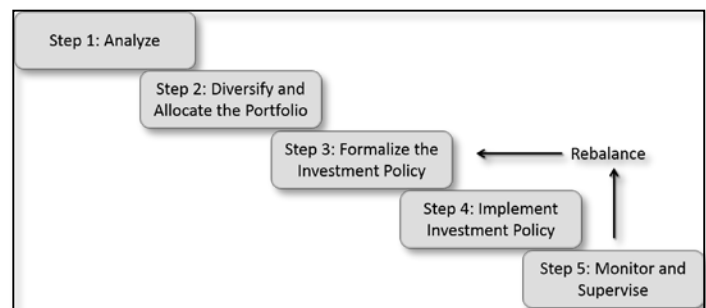 Step 1: Analyze
Step 2: Diversify and
Allocate the Portfolio
Step 3: Formalize the
Investment Policy
Rebalance
Step 4: Implement
Investment Policy
Step 5: Monitor and
Supervise